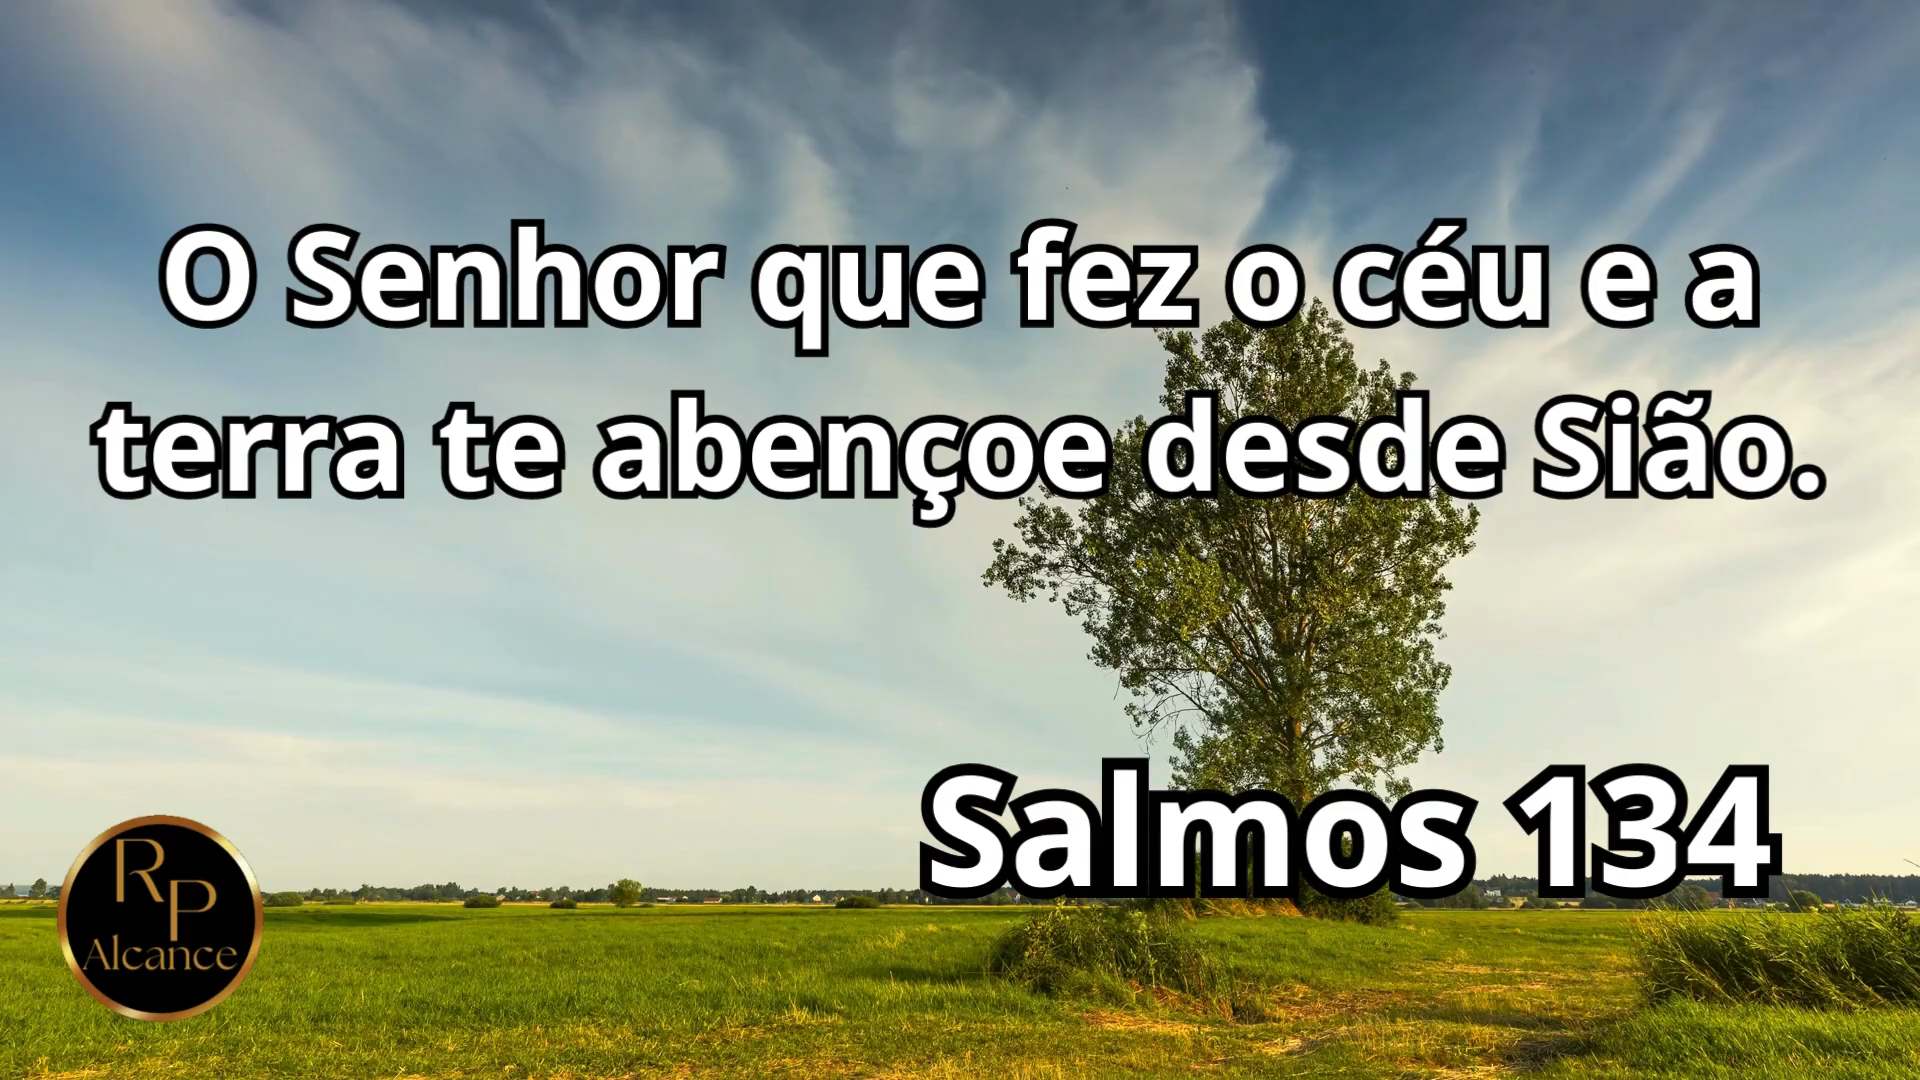 O Senhor que fez o céu e a
terra te abençoe desde Sião.
Salmos 134
RP
Alcance